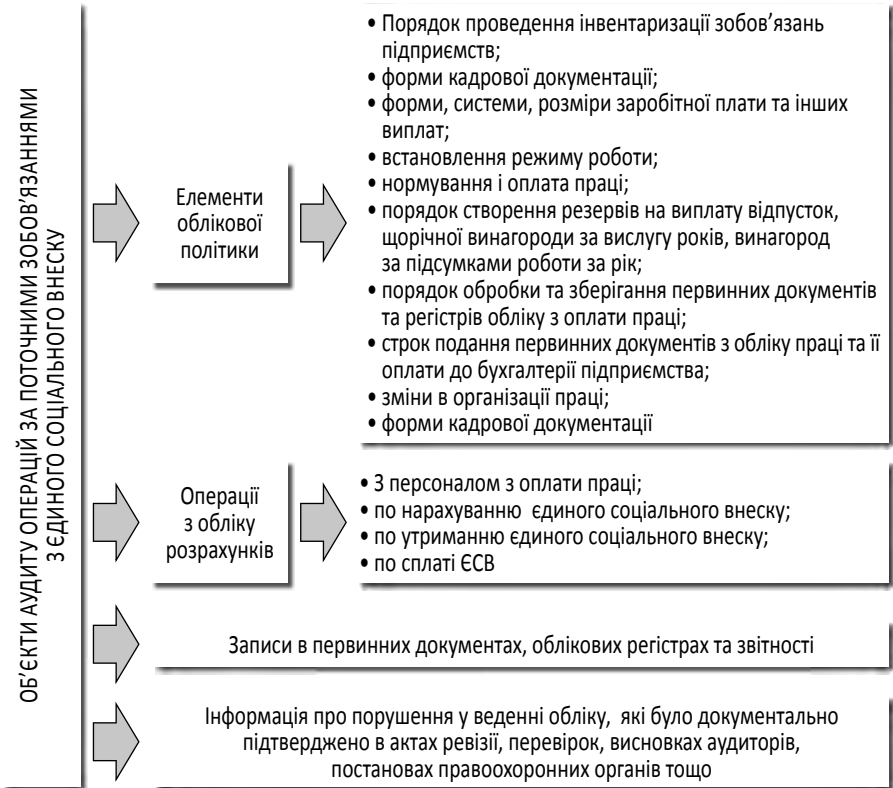 ОБ’ЄКТИ АУДИТУ ОПЕРАЦІЙ ЗА ПОТОЧНИМИ ЗОБОВ’ЯЗАННЯМИ
З ЄДИНОГО СОЦІАЛЬНОГО ВНЕСКУ
Елементи
облікової
політики
• Порядок проведення інвентаризації зобов’язань
підприємств;
• форми кадрової документації;
• форми, системи, розміри заробітної плати та інших
виплат;
• встановлення режиму роботи;
• нормування і оплата праці;
• порядок створення резервів на виплату відпусток,
щорічної винагороди за вислугу років, винагород
за підсумками роботи за рік;
• порядок обробки та зберігання первинних документів
та регістрів обліку з оплати праці;
• строк подання первинних документів з обліку праці та її
оплати до бухгалтерії підприємства;
• зміни в організації праці;
• форми кадрової документації
Операції
з обліку
розрахунків
• З персоналом з оплати праці;
• по нарахуванню єдиного соціального внеску;
• по утриманню єдиного соціального внеску;
• по сплаті ЄСВ
Записи в первинних документах, облікових регістрах та звітності
Інформація про порушення у веденні обліку, які було документально
підтверджено в актах ревізії, перевірок, висновках аудиторів,
постановах правоохоронних органів тощо